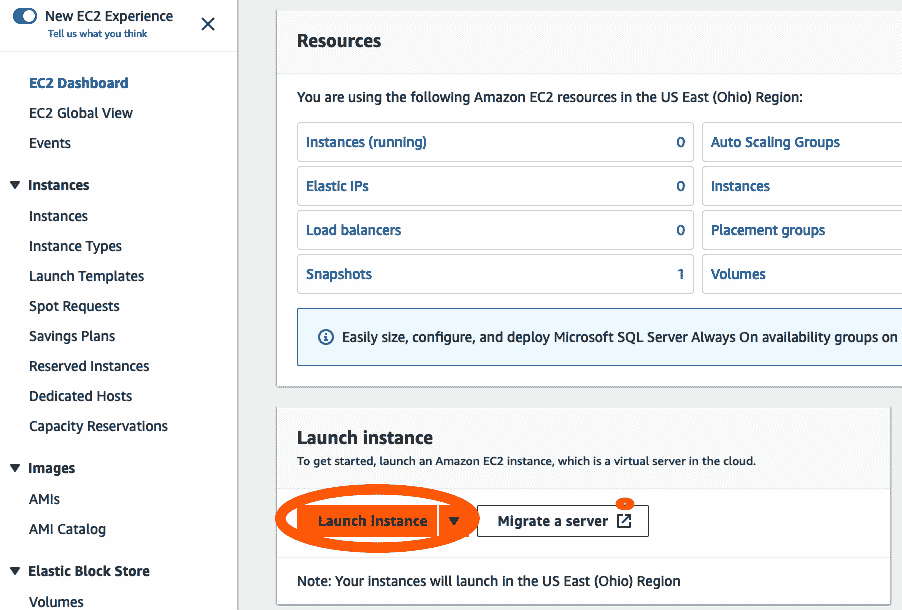 New EC2 Experience
Tell us what you think
EC2 Dashboard
EC2 Global View
Events
Instances
Instances
Instance Types
Launch Templates
Spot Requests
Savings Plans
Reserved Instances
Dedicated Hosts
Capacity Reservations
Images
AMIs
AMI Catalog
Elastic Block Store
Volumes
Resources
You are using the following Amazon EC2 resources in the US East (Ohio) Region:
Instances (running) 0 Auto Scaling Groups
Elastic IPs 0 Instances
Load balancers 0 Placement groups
Snapshots 1 Volumes
Easily size, configure, and deploy Microsoft SQL Server Always On availability groups on
Launch instance
To get started, launch an Amazon EC2 instance, which is a virtual server in the cloud.
Launch instance Migrate a server
Note: Your instances will launch in the US East (Ohio) Region